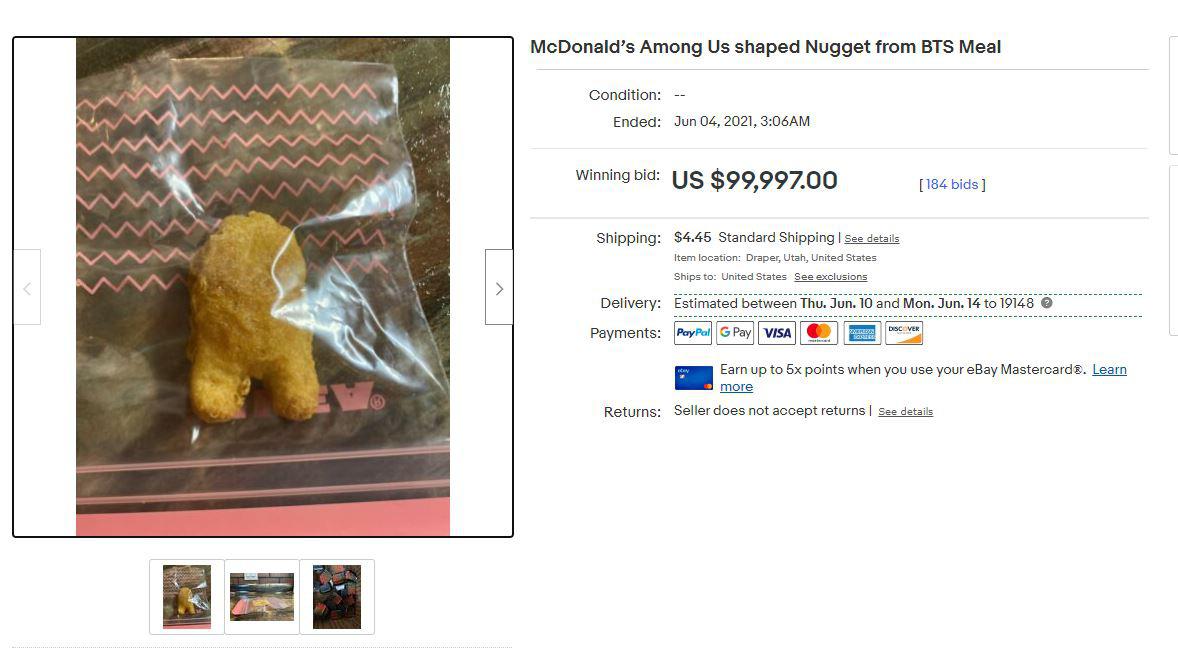 McDonald's Among Us shaped Nugget from BTS Meal
Condition: --
Ended: Jun 04, 2021, 3:06AM
Winning bid: US $99,997.00 [ 184 bids ]
Shipping: $4.45 Standard Shipping | See details
Item location: Draper, Utah, United States
Ships to: United States See exclusions
Delivery: Estimated between Thu. Jun. 10 and Mon. Jun. 14 to 19148 ?
Payments: PayPal G Pay VISA mastercard AMERICAN EXPRESS DISCOVER
ebay Earn up to 5x points when you use your eBay Mastercard®. Learn
more
Returns: Seller does not accept returns | See details